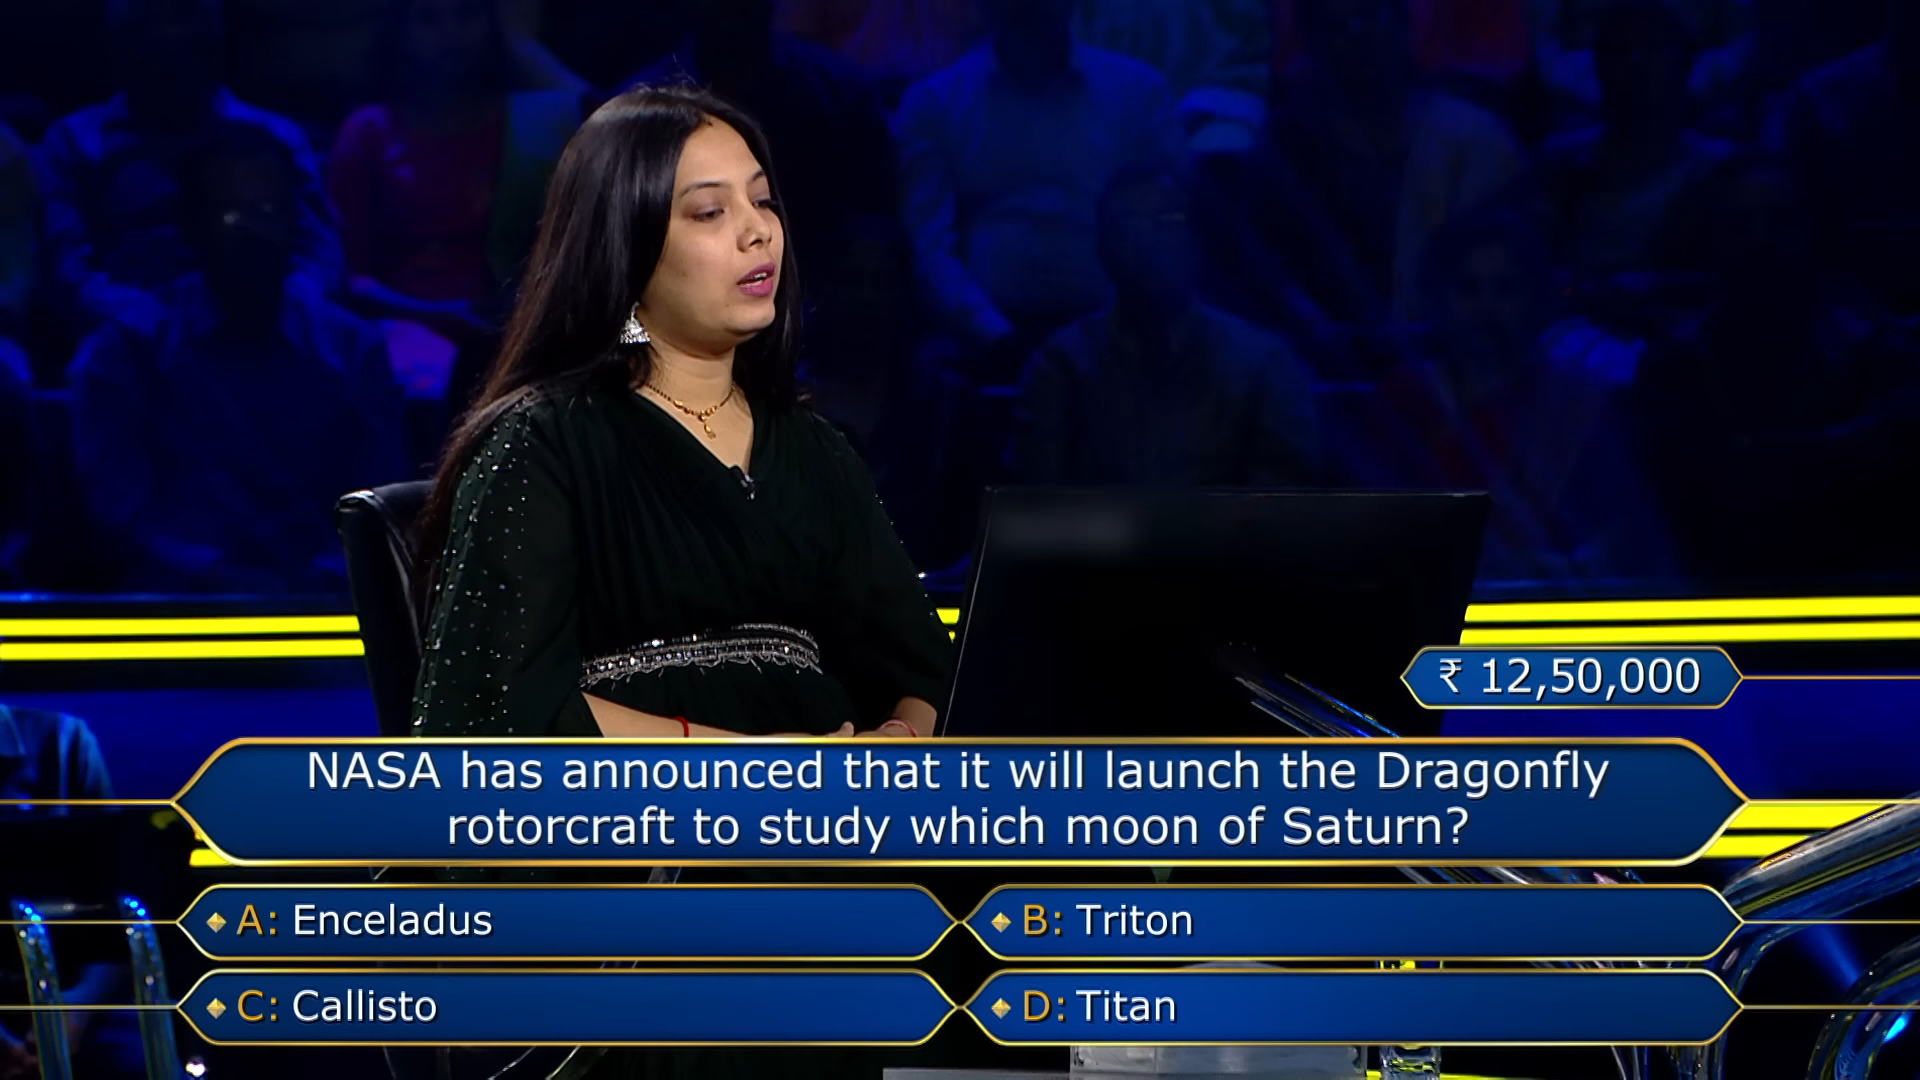 ₹ 12,50,000
NASA has announced that it will launch the Dragonfly
rotorcraft to study which moon of Saturn?
A: Enceladus
B: Triton
C: Callisto
D: Titan